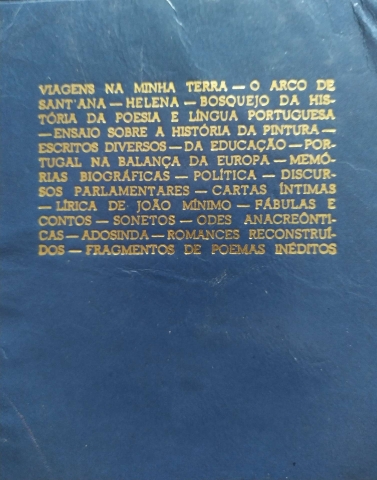 VIAGENS NA MINHA TERRA — O ARCO DE
SANT'ANA — HELENA — BOSQUEJO DA HIS-
TÓRIA DA POESIA E LÍNGUA PORTUGUESA
— ENSAIO SOBRE A HISTÓRIA DA PINTURA —
ESCRITOS DIVERSOS — DA EDUCAÇÃO — POR-
TUGAL NA BALANÇA DA EUROPA — MEMÓ-
RIAS BIOGRÁFICAS — POLÍTICA — DISCUR-
SOS PARLAMENTARES — CARTAS ÍNTIMAS
— LÍRICA DE JOÃO MÍNIMO — FÁBULAS E
CONTOS — SONETOS — ODES ANACREÔNTI-
CAS — ADOSINDA — ROMANCES RECONSTRUÍ-
DOS — FRAGMENTOS DE POEMAS INÉDITOS